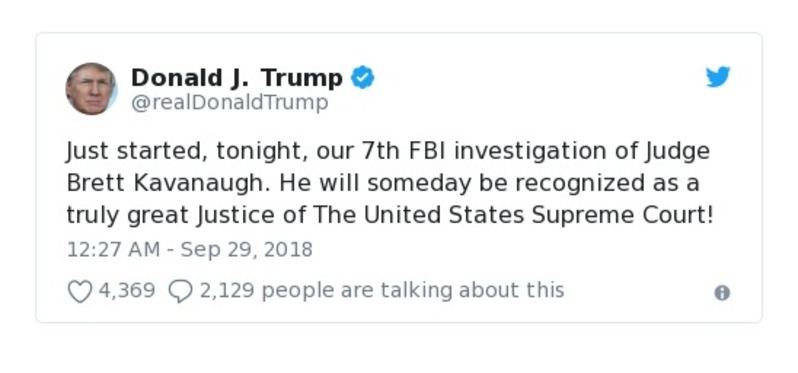 Donald J. Trump
@realDonaldTrump
Just started, tonight, our 7th FBI investigation of Judge
Brett Kavanaugh. He will someday be recognized as a
truly great Justice of The United States Supreme Court!
12:27 AM - Sep 29, 2018
4,369 2,129 people are talking about this